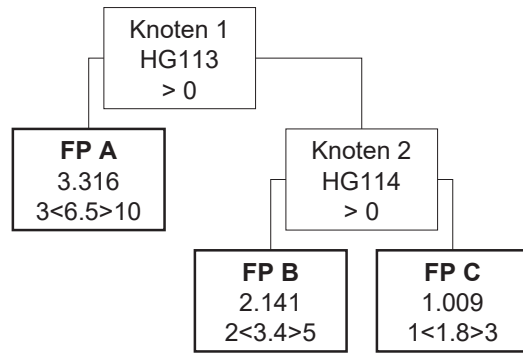 Knoten 1
HG113
> 0
FP A
3.316
3<6.5>10
Knoten 2
HG114
> 0
FP B
2.141
2<3.4>5
FP C
1.009
1<1.8>3